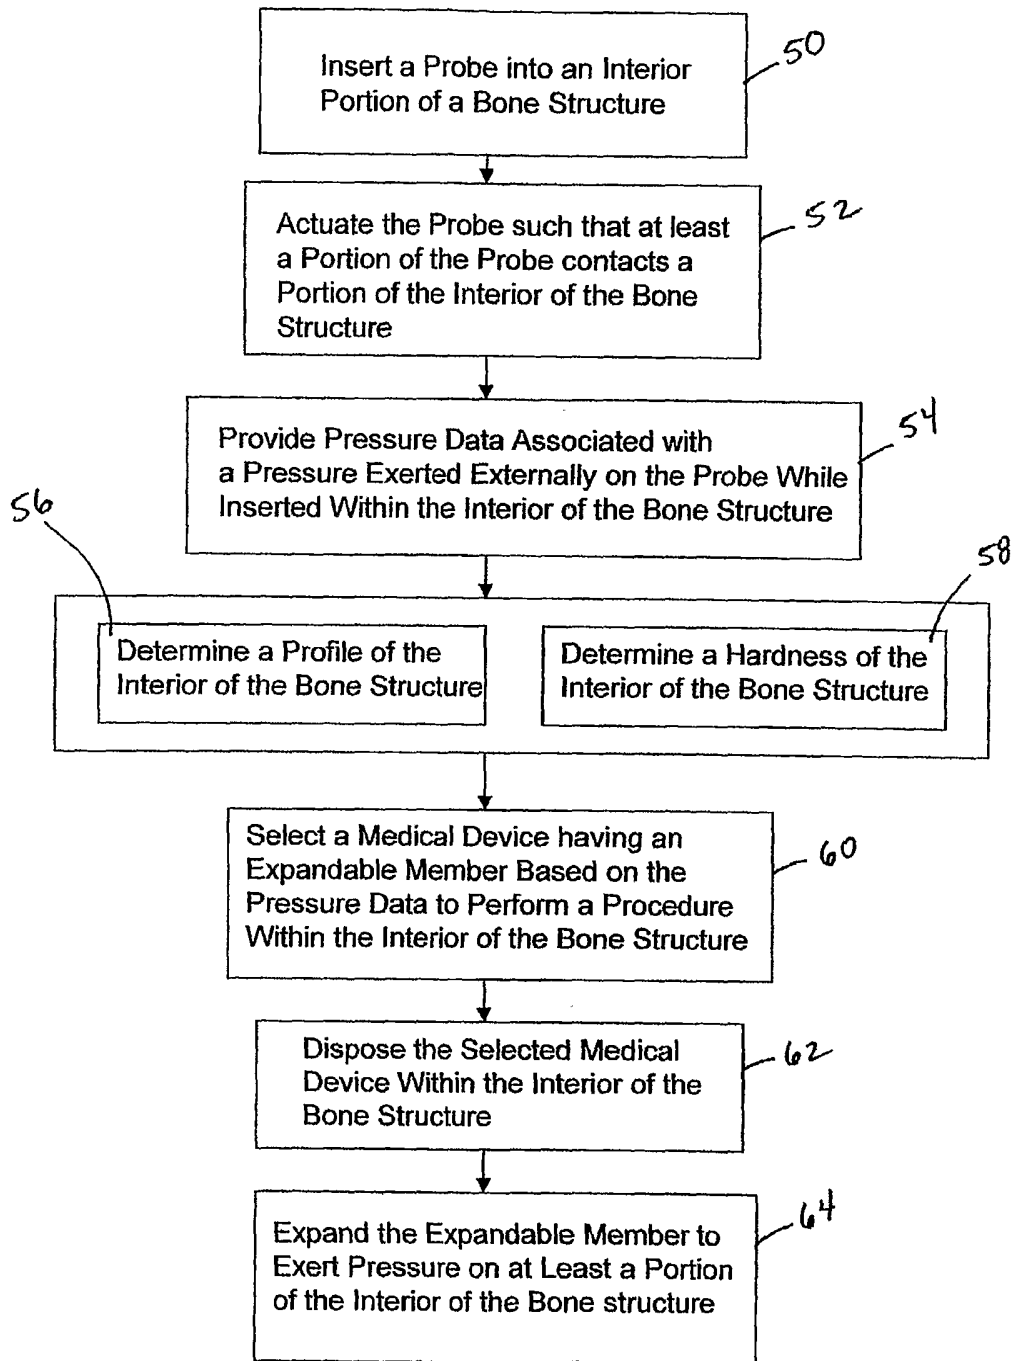 Insert a Probe into an Interior
Portion of a Bone Structure
50
Actuate the Probe such that at least
a Portion of the Probe contacts a
Portion of the Interior of the Bone
Structure
52
Provide Pressure Data Associated with
a Pressure Exerted Externally on the Probe While
Inserted Within the Interior of the Bone Structure
54
56
Determine a Profile of the
Interior of the Bone Structure
58
Determine a Hardness of the
Interior of the Bone Structure
Select a Medical Device having an
Expandable Member Based on the
Pressure Data to Perform a Procedure
Within the Interior of the Bone Structure
60
Dispose the Selected Medical
Device Within the Interior of the
Bone Structure
62
Expand the Expandable Member to
Exert Pressure on at Least a Portion
of the Interior of the Bone structure
64